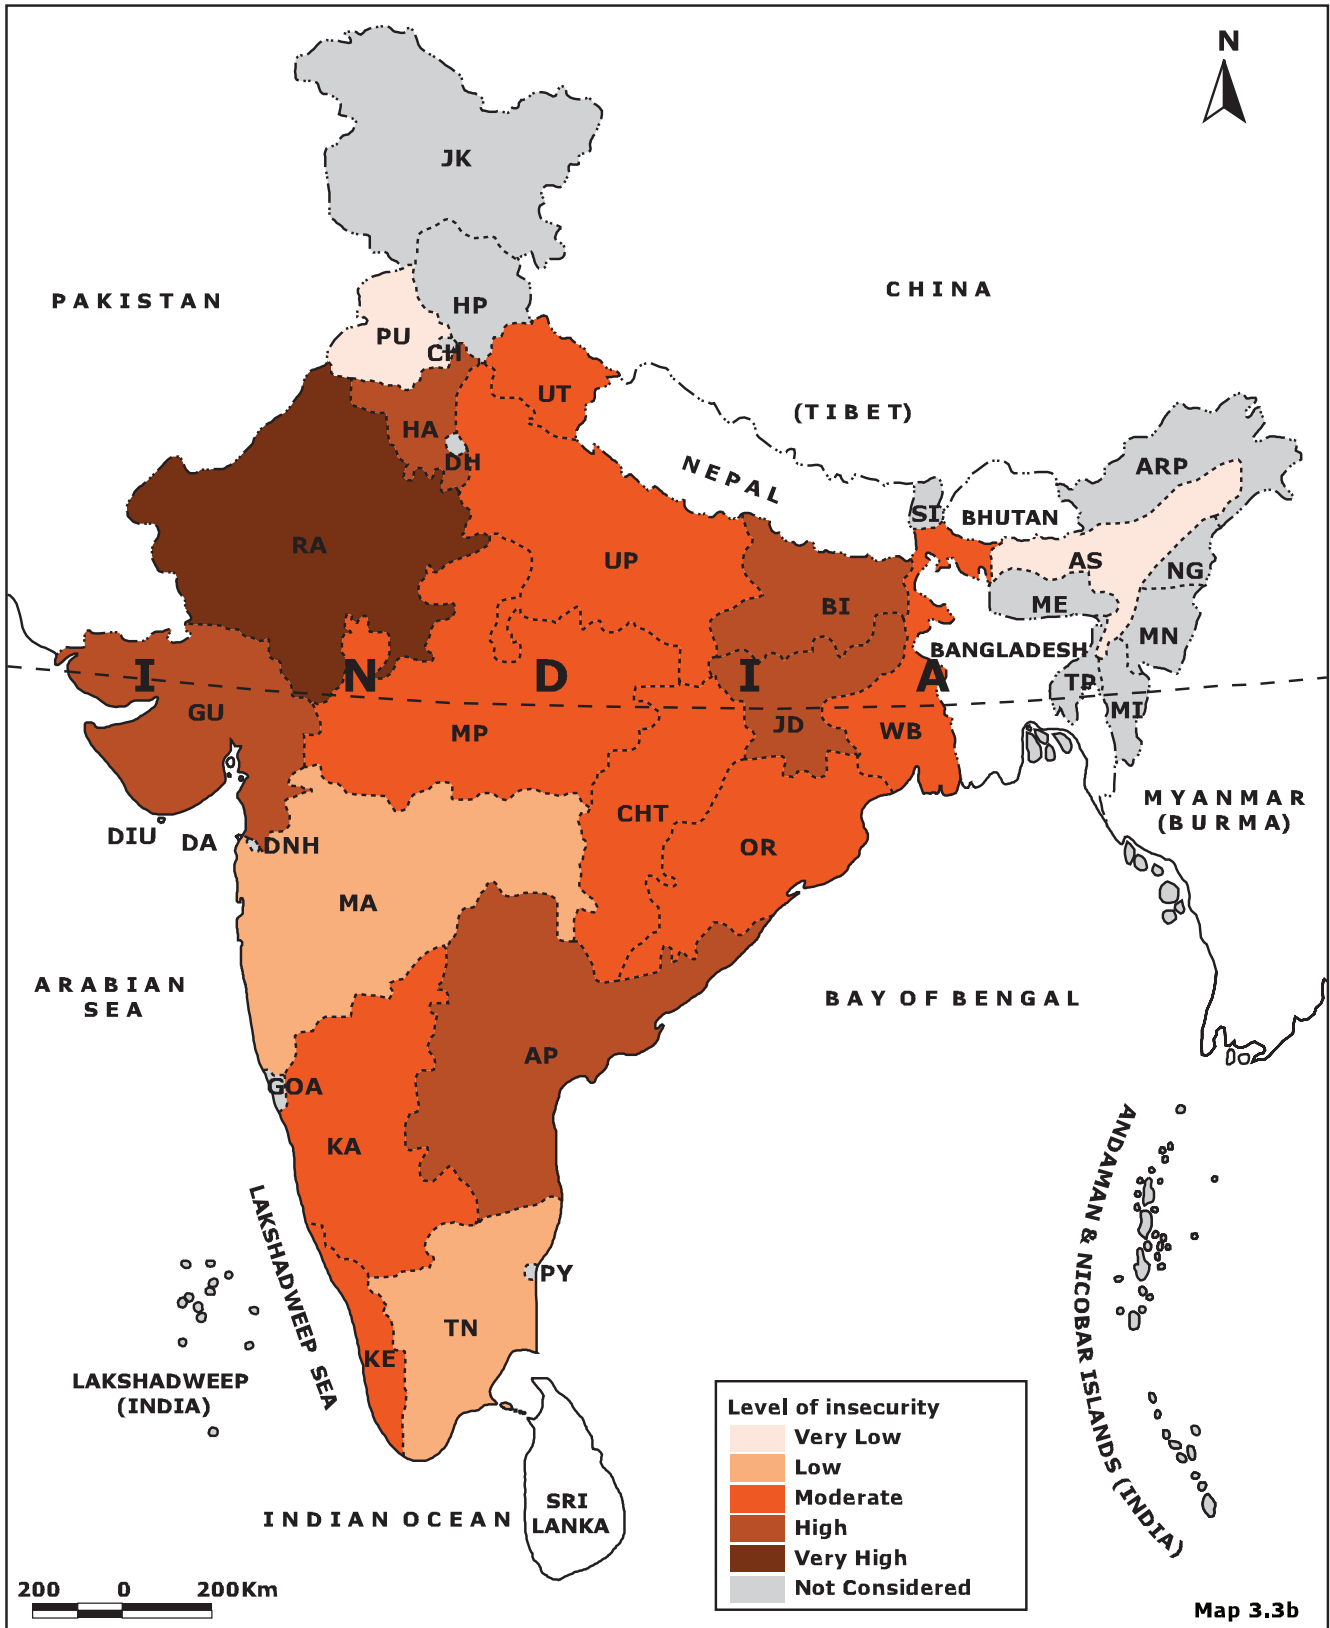 N
JK
PAKISTAN
HP
CHINA
PU
CH
UT
(TIBET)
HA
DH
NEPAL
ARP
SI
BHUTAN
RA
UP
AS
NG
BI
ME
MN
BANGLADESH
I N D I A
TP
GU
MP
JD
WB
MI
MYANMAR
(BURMA)
CHT
DIU
DA
DNH
OR
MA
ARABIAN
SEA
BAY OF BENGAL
AP
GOA
KA
LAKSHADWEEP SEA
ANDAMAN & NICOBAR ISLANDS (INDIA)
PY
TN
KE
LAKSHADWEEP
(INDIA)
INDIAN OCEAN
SRI
LANKA
Level of insecurity
Very Low
Low
Moderate
High
Very High
Not Considered
200 0 200Km
Map 3.3b